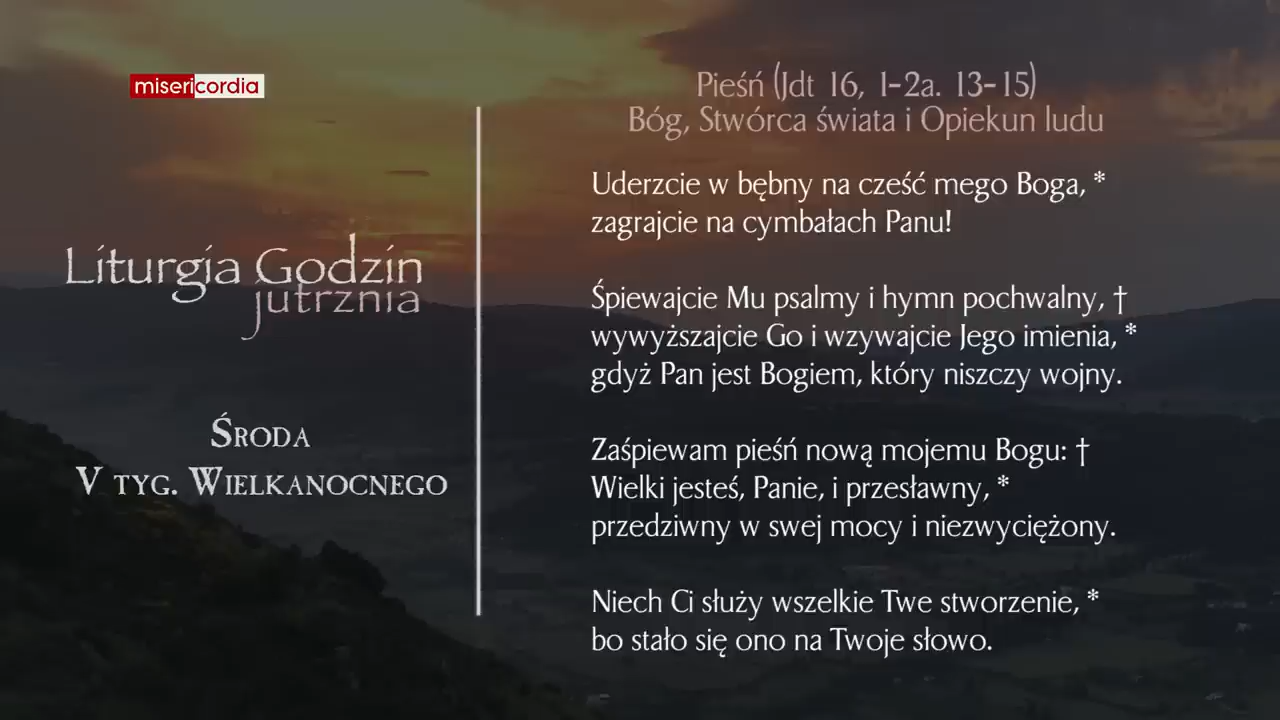 misericordia
Liturgia Godzin
jutrznia
Środa
V tyg. Wielkanocnego
Pieśń (Jdt 16, 1-2a. 13-15)
Bóg, Stwórca świata i Opiekun ludu
Uderzcie w bębny na cześć mego Boga, *
zagrajcie na cymbałach Panu!
Śpiewajcie Mu psalmy i hymn pochwalny, †
wywyższajcie Go i wzywajcie Jego imienia, *
gdyż Pan jest Bogiem, który niszczy wojny.
Zaśpiewam pieśń nową mojemu Bogu: †
Wielki jesteś, Panie, i przesławny, *
przedziwny w swej mocy i niezwyciężony.
Niech Ci służy wszelkie Twe stworzenie, *
bo stało się ono na Twoje słowo.